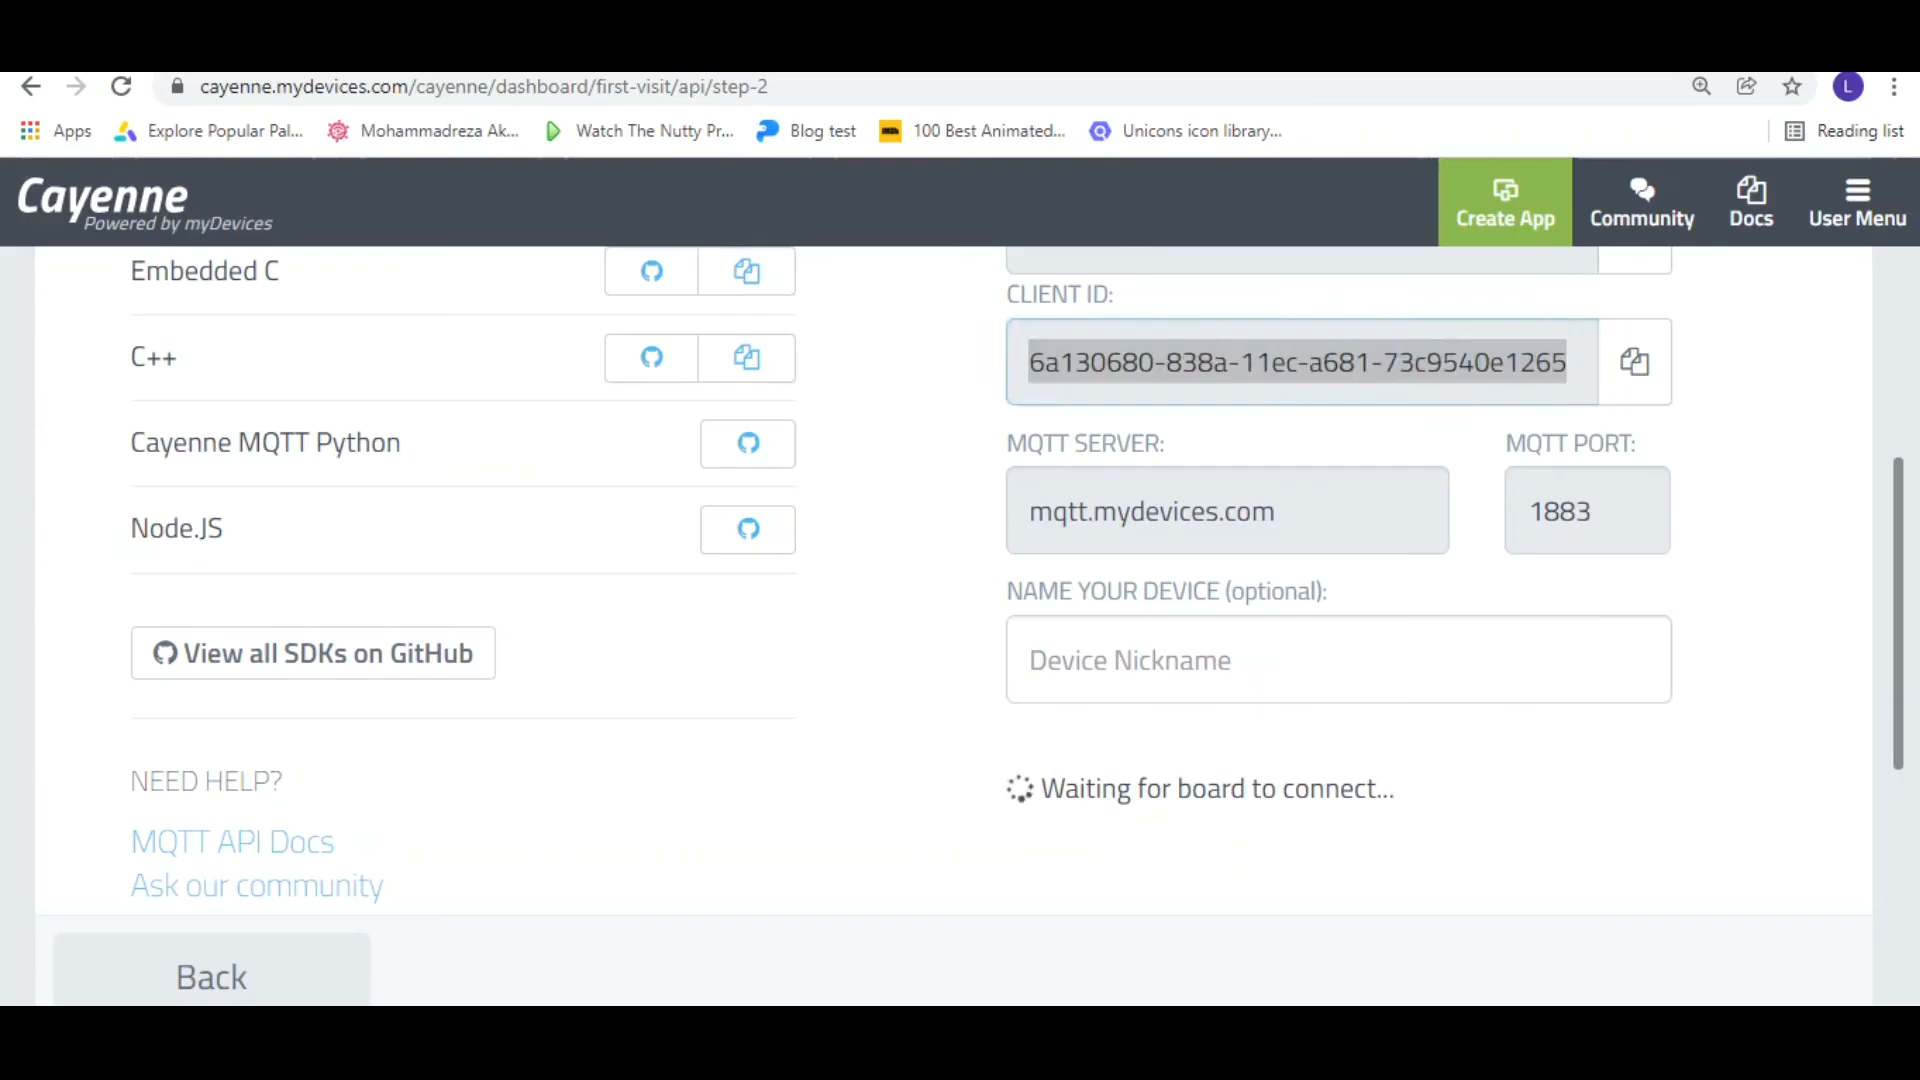 cayenne.mydevices.com/cayenne/dashboard/first-visit/api/step-2
L
Apps
Explore Popular Pal...
Mohammadreza Ak...
Watch The Nutty Pr...
Blog test
100 Best Animated...
Unicons icon library...
Reading list
Cayenne
Powered by myDevices
Create App
Community
Docs
User Menu
Embedded C
C++
Cayenne MQTT Python
Node.JS
View all SDKs on GitHub
NEED HELP?
MQTT API Docs
Ask our community
CLIENT ID:
6a130680-838a-11ec-a681-73c9540e1265
MQTT SERVER:
MQTT PORT:
mqtt.mydevices.com
1883
NAME YOUR DEVICE (optional):
Device Nickname
Waiting for board to connect...
Back